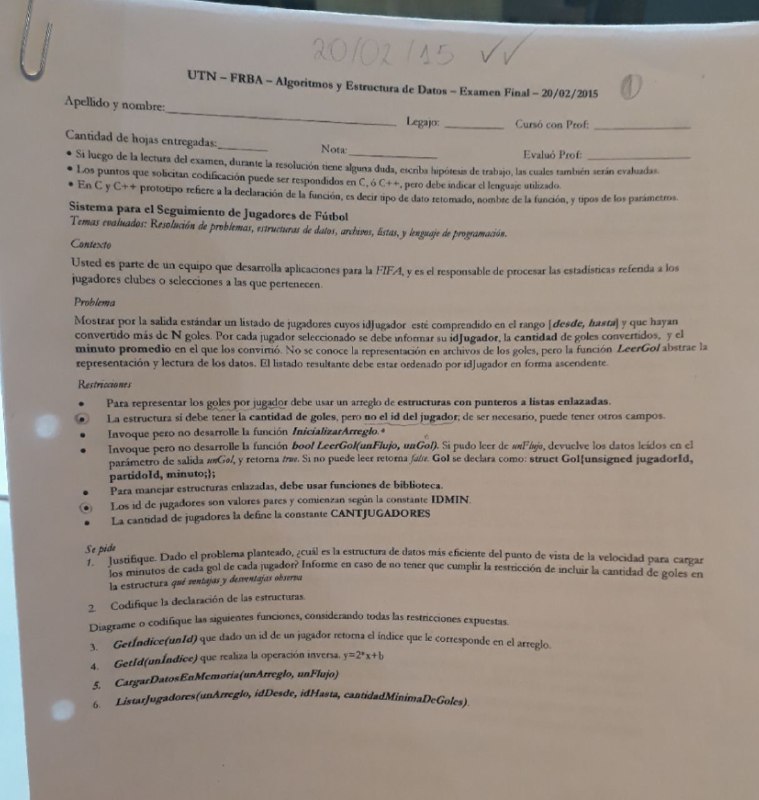 20/02/15 ✓✓
UTN – FRBA – Algoritmos y Estructura de Datos – Examen Final – 20/02/2015
1
Apellido y nombre:
Legajo:
Cursó con Prof:
Cantidad de hojas entregadas:
Nota:
Evaluó Prof:
• Si luego de la lectura del examen, durante la resolución tiene alguna duda, escriba hipótesis de trabajo, las cuales también serán evaluadas.
• Los puntos que solicitan codificación puede ser respondidos en C, ó C++, pero debe indicar el lenguaje utilizado.
• En C y C++ prototipo refiere a la declaración de la función, es decir tipo de dato retornado, nombre de la función, y tipos de los parámetros.
Sistema para el Seguimiento de Jugadores de Fútbol
Temas evaluados: Resolución de problemas, estructuras de datos, archivos, listas, y lenguaje de programación.
Contexto
Usted es parte de un equipo que desarrolla aplicaciones para la FIFA, y es el responsable de procesar las estadísticas referida a los
jugadores clubes o selecciones a las que pertenecen.
Problema
Mostrar por la salida estándar un listado de jugadores cuyos idJugador esté comprendido en el rango [desde, hasta] y que hayan
convertido más de N goles. Por cada jugador seleccionado se debe informar su idJugador, la cantidad de goles convertidos, y el
minuto promedio en el que los convirtió. No se conoce la representación en archivos de los goles, pero la función LeerGol abstrae la
representación y lectura de los datos. El listado resultante debe estar ordenado por idJugador en forma ascendente.
Restricciones
• Para representar los goles por jugador debe usar un arreglo de estructuras con punteros a listas enlazadas.
• La estructura sí debe tener la cantidad de goles, pero no el id del jugador; de ser necesario, puede tener otros campos.
• Invoque pero no desarrolle la función InicializarArreglo.
• Invoque pero no desarrolle la función bool LeerGol(unFlujo, unGol). Si pudo leer de unFlujo, devuelve los datos leídos en el
parámetro de salida unGol, y retorna true. Si no puede leer retorna false. Gol se declara como: struct Gol{unsigned jugadorId,
partidoId, minuto;};
• Para manejar estructuras enlazadas, debe usar funciones de biblioteca.
• Los id de jugadores son valores pares y comienzan según la constante IDMIN.
• La cantidad de jugadores la define la constante CANTJUGADORES
Se pide
1. Justifique. Dado el problema planteado, ¿cuál es la estructura de datos más eficiente del punto de vista de la velocidad para cargar
los minutos de cada gol de cada jugador? Informe en caso de no tener que cumplir la restricción de incluir la cantidad de goles en
la estructura qué ventajas y desventajas observa
2. Codifique la declaración de las estructuras.
Diagrame o codifique las siguientes funciones, considerando todas las restricciones expuestas.
3. GetÍndice(unId) que dado un id de un jugador retorna el índice que le corresponde en el arreglo.
4. GetId(unÍndice) que realiza la operación inversa. y=2*x+b
5. CargarDatosEnMemoria(unArreglo, unFlujo)
6. ListarJugadores(unArreglo, idDesde, idHasta, cantidadMínimaDeGoles).